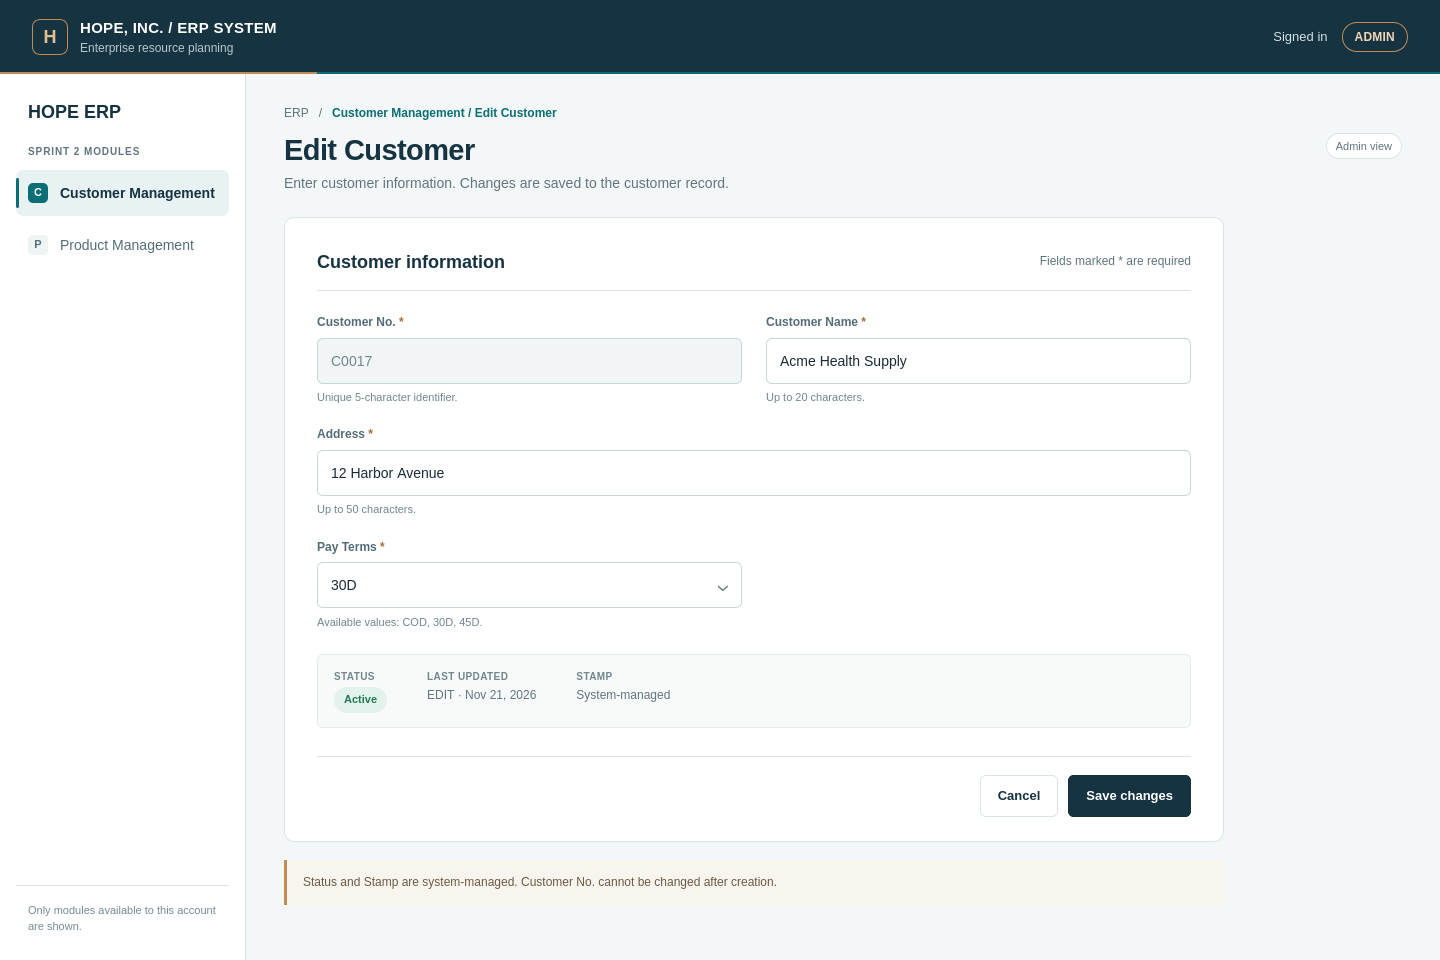 H
HOPE, INC. / ERP SYSTEM
Enterprise resource planning
Signed in
ADMIN
HOPE ERP
SPRINT 2 MODULES
C Customer Management
P Product Management
Only modules available to this account
are shown.
ERP / Customer Management / Edit Customer
Edit Customer
Admin view
Enter customer information. Changes are saved to the customer record.
Customer information
Fields marked * are required
Customer No. *
C0017
Unique 5-character identifier.
Customer Name *
Acme Health Supply
Up to 20 characters.
Address *
12 Harbor Avenue
Up to 50 characters.
Pay Terms *
30D
Available values: COD, 30D, 45D.
STATUS
Active
LAST UPDATED
EDIT · Nov 21, 2026
STAMP
System-managed
Cancel
Save changes
Status and Stamp are system-managed. Customer No. cannot be changed after creation.